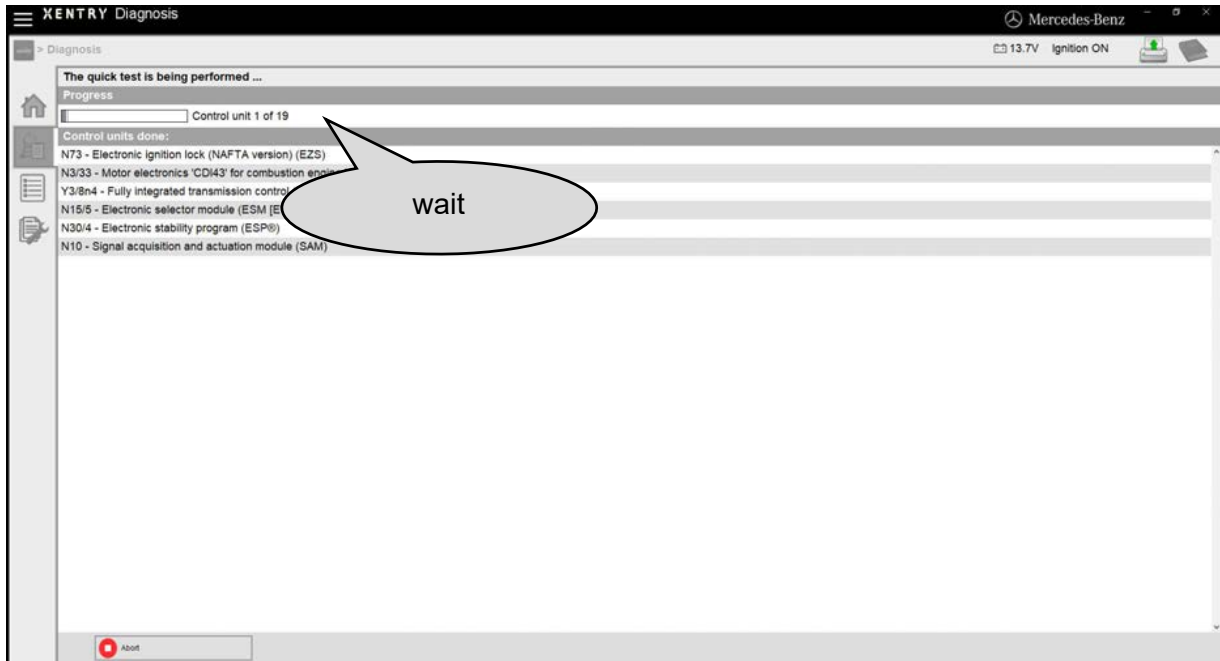 XENTRY Diagnosis
Mercedes-Benz
> Diagnosis
13.7V Ignition ON
The quick test is being performed ...
Progress
Control unit 1 of 19
Control units done:
N73 - Electronic ignition lock (NAFTA version) (EZS)
N3/33 - Motor electronics 'CDI43' for combustion
Y3/8n4 - Fully integrated transmission control
N15/5 - Electronic selector module (ESM
wait
N30/4 - Electronic stability program (ESP®)
N10 - Signal acquisition and actuation module (SAM)
Abort